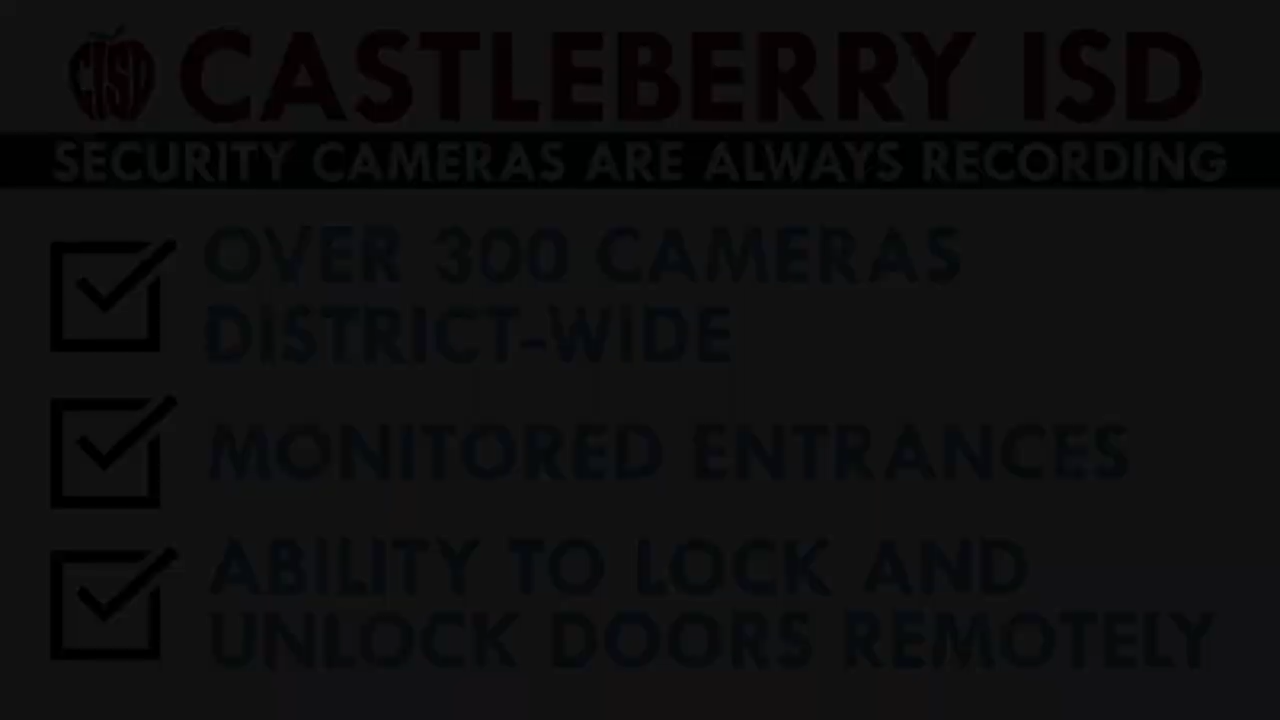 CISD CASTLEBERRY ISD
SECURITY CAMERAS ARE ALWAYS RECORDING
OVER 300 CAMERAS
DISTRICT-WIDE
MONITORED ENTRANCES
ABILITY TO LOCK AND
UNLOCK DOORS REMOTELY